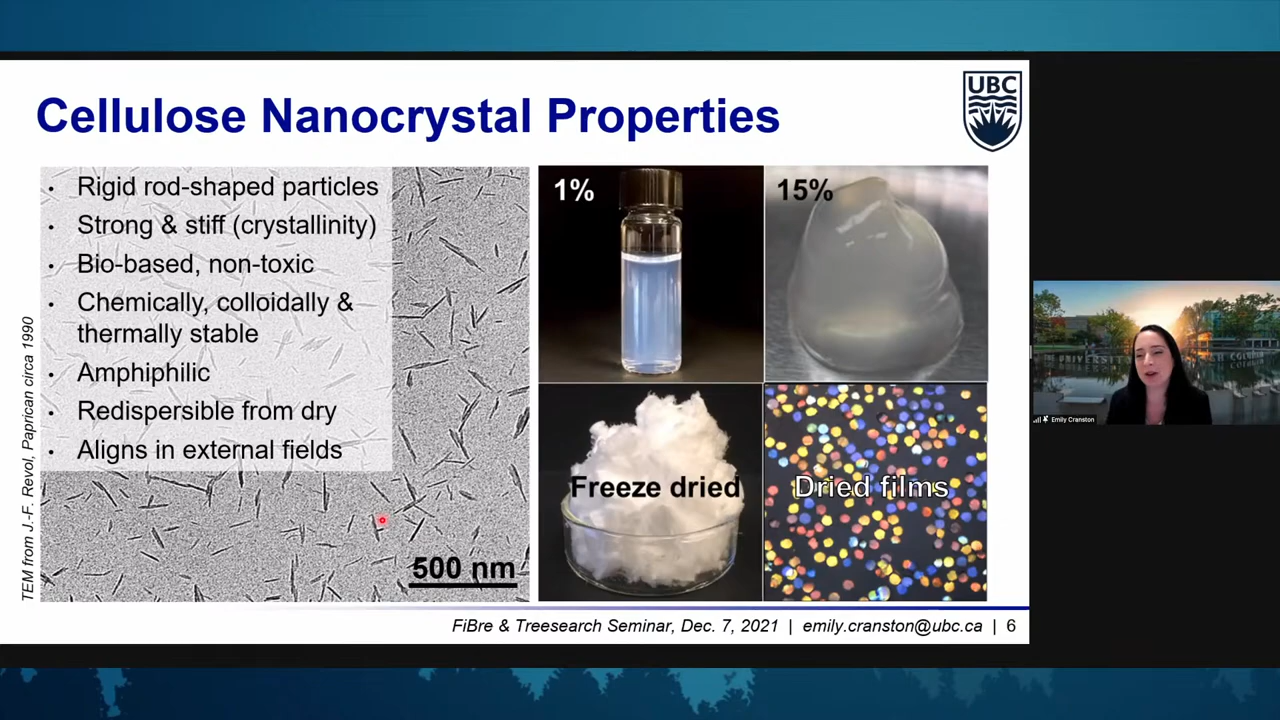 UBC
Cellulose Nanocrystal Properties
• Rigid rod-shaped particles
• Strong & stiff (crystallinity)
• Bio-based, non-toxic
• Chemically, colloidally &
thermally stable
• Amphiphilic
• Redispersible from dry
• Aligns in external fields
TEM from J.-F. Revol, Paprican circa 1990
500 nm
1%
15%
Freeze dried
Dried films
FiBre & Treesearch Seminar, Dec. 7, 2021 | emily.cranston@ubc.ca | 6
Emily Cranston